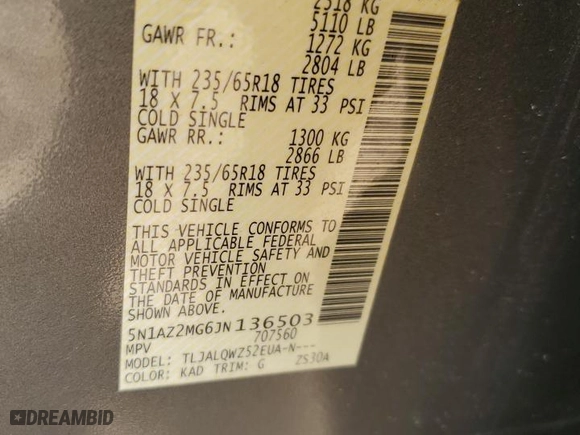 2518 KG
5110 LB
GAWR FR.: 1272 KG
2804 LB
WITH 235/65R18 TIRES
18 X 7.5 RIMS AT 33 PSI
COLD SINGLE
GAWR RR.: 1300 KG
2866 LB
WITH 235/65R18 TIRES
18 X 7.5 RIMS AT 33 PSI
COLD SINGLE
THIS VEHICLE CONFORMS TO
ALL APPLICABLE FEDERAL
MOTOR VEHICLE SAFETY AND
THEFT PREVENTION
STANDARDS IN EFFECT ON
THE DATE OF MANUFACTURE
SHOWN ABOVE.
5N1AZ2MG6JN136503
MPV 707560
MODEL: TLJALQWZ52EUA-N---
COLOR: KAD TRIM: G ZS30A
DREAMBID